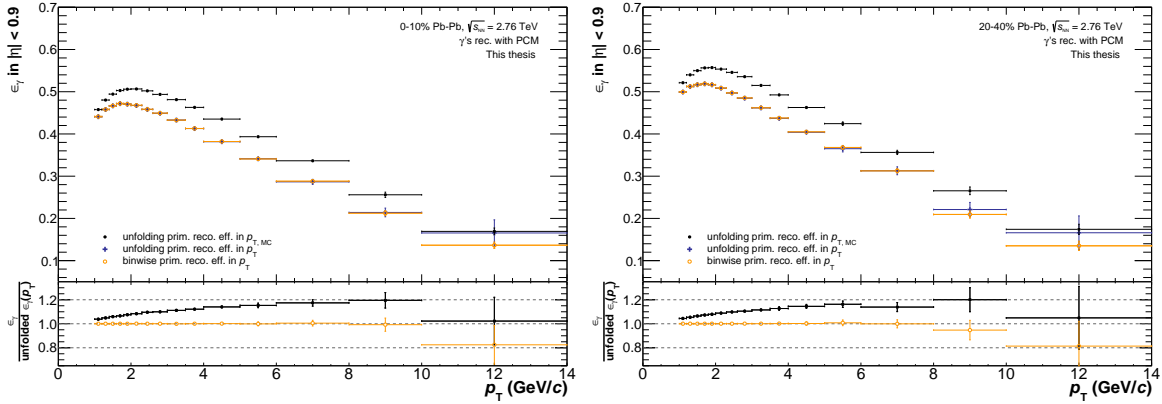 0-10% Pb-Pb, √s_NN = 2.76 TeV
γ's rec. with PCM
This thesis
ϵ_γ in |η| < 0.9
0.7
0.6
0.5
0.4
0.3
0.2
0.1
unfolding prim. reco. eff. in p_T, MC
unfolding prim. reco. eff. in p_T
binwise prim. reco. eff. in p_T
ϵ_γ
unfolded ϵ_γ(p_T)
1.2
1.0
0.8
0 2 4 6 8 10 12 14
p_T (GeV/c)
20-40% Pb-Pb, √s_NN = 2.76 TeV
γ's rec. with PCM
This thesis
ϵ_γ in |η| < 0.9
0.7
0.6
0.5
0.4
0.3
0.2
0.1
unfolding prim. reco. eff. in p_T, MC
unfolding prim. reco. eff. in p_T
binwise prim. reco. eff. in p_T
ϵ_γ
unfolded ϵ_γ(p_T)
1.2
1.0
0.8
0 2 4 6 8 10 12 14
p_T (GeV/c)